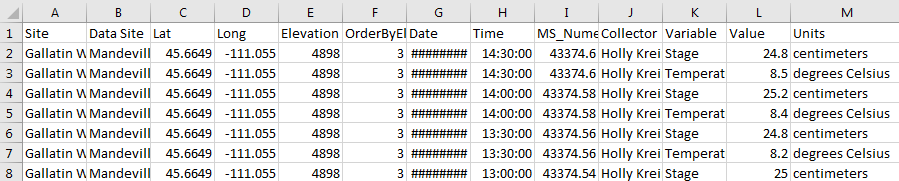 A B C D E F G H I J K L M
1 Site Data Site Lat Long Elevation OrderByEl Date Time MS_Nume Collector Variable Value Units
2 Gallatin W Mandevill 45.6649 -111.055 4898 3 ######## 14:30:00 43374.6 Holly Krei Stage 24.8 centimeters
3 Gallatin W Mandevill 45.6649 -111.055 4898 3 ######## 14:30:00 43374.6 Holly Krei Temperat 8.5 degrees Celsius
4 Gallatin W Mandevill 45.6649 -111.055 4898 3 ######## 14:00:00 43374.58 Holly Krei Stage 25.2 centimeters
5 Gallatin W Mandevill 45.6649 -111.055 4898 3 ######## 14:00:00 43374.58 Holly Krei Temperat 8.4 degrees Celsius
6 Gallatin W Mandevill 45.6649 -111.055 4898 3 ######## 13:30:00 43374.56 Holly Krei Stage 24.8 centimeters
7 Gallatin W Mandevill 45.6649 -111.055 4898 3 ######## 13:30:00 43374.56 Holly Krei Temperat 8.2 degrees Celsius
8 Gallatin W Mandevill 45.6649 -111.055 4898 3 ######## 13:00:00 43374.54 Holly Krei Stage 25 centimeters